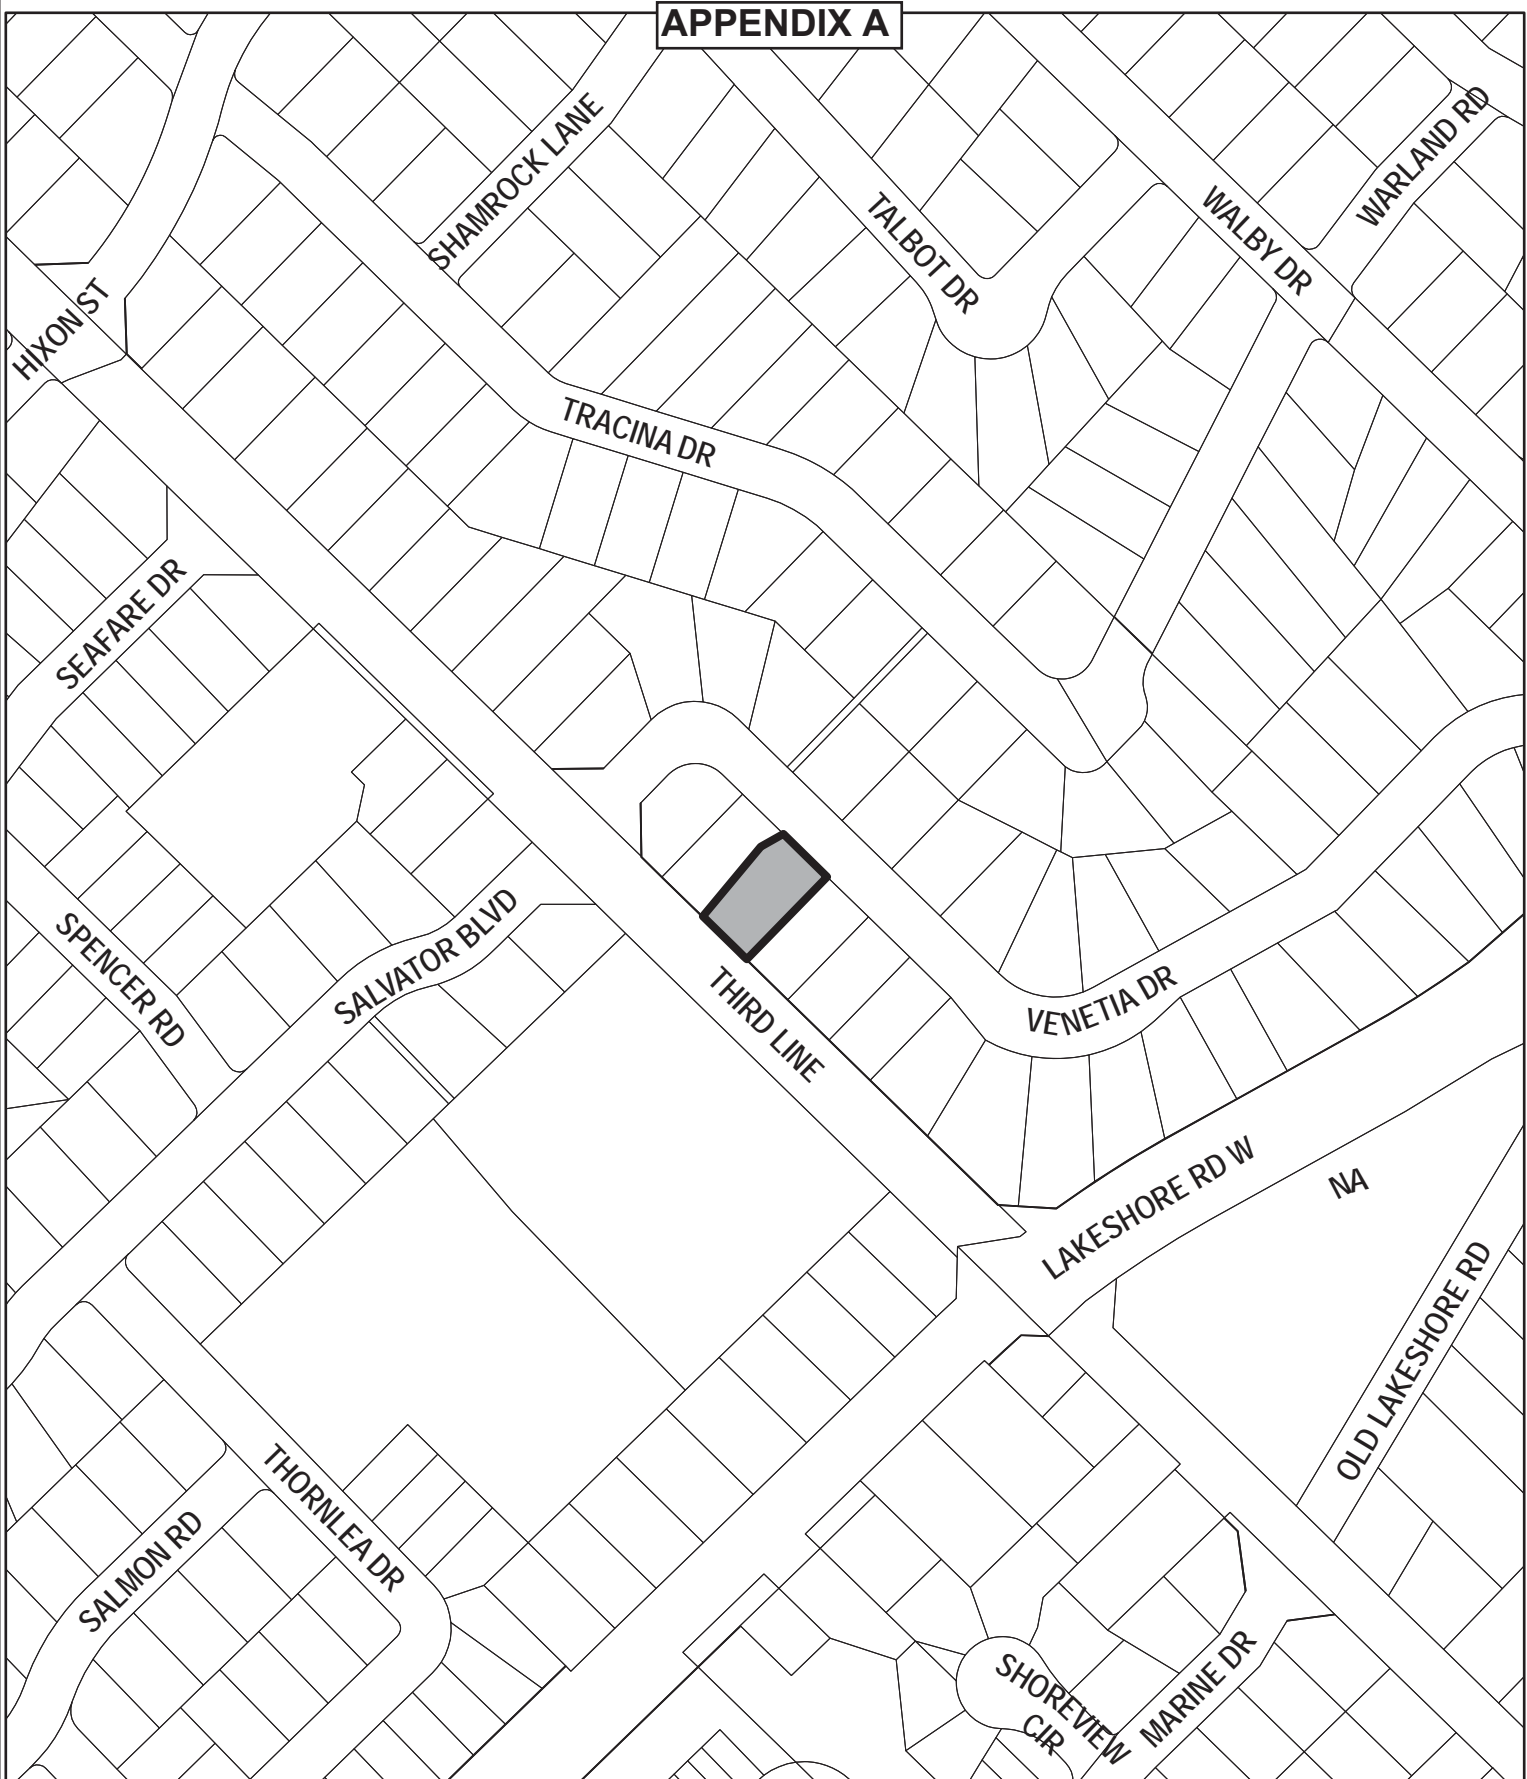 APPENDIX A
SHAMROCK LANE
WARLAND RD
TALBOT DR
WALBY DR
HIXON ST
TRACINA DR
SEAFARE DR
SPENCER RD
SALVATOR BLVD
THIRD LINE
VENETIA DR
LAKESHORE RD W
NA
OLD LAKESHORE RD
THORNLEA DR
SALMON RD
SHOREVIEW
CIR
MARINE DR